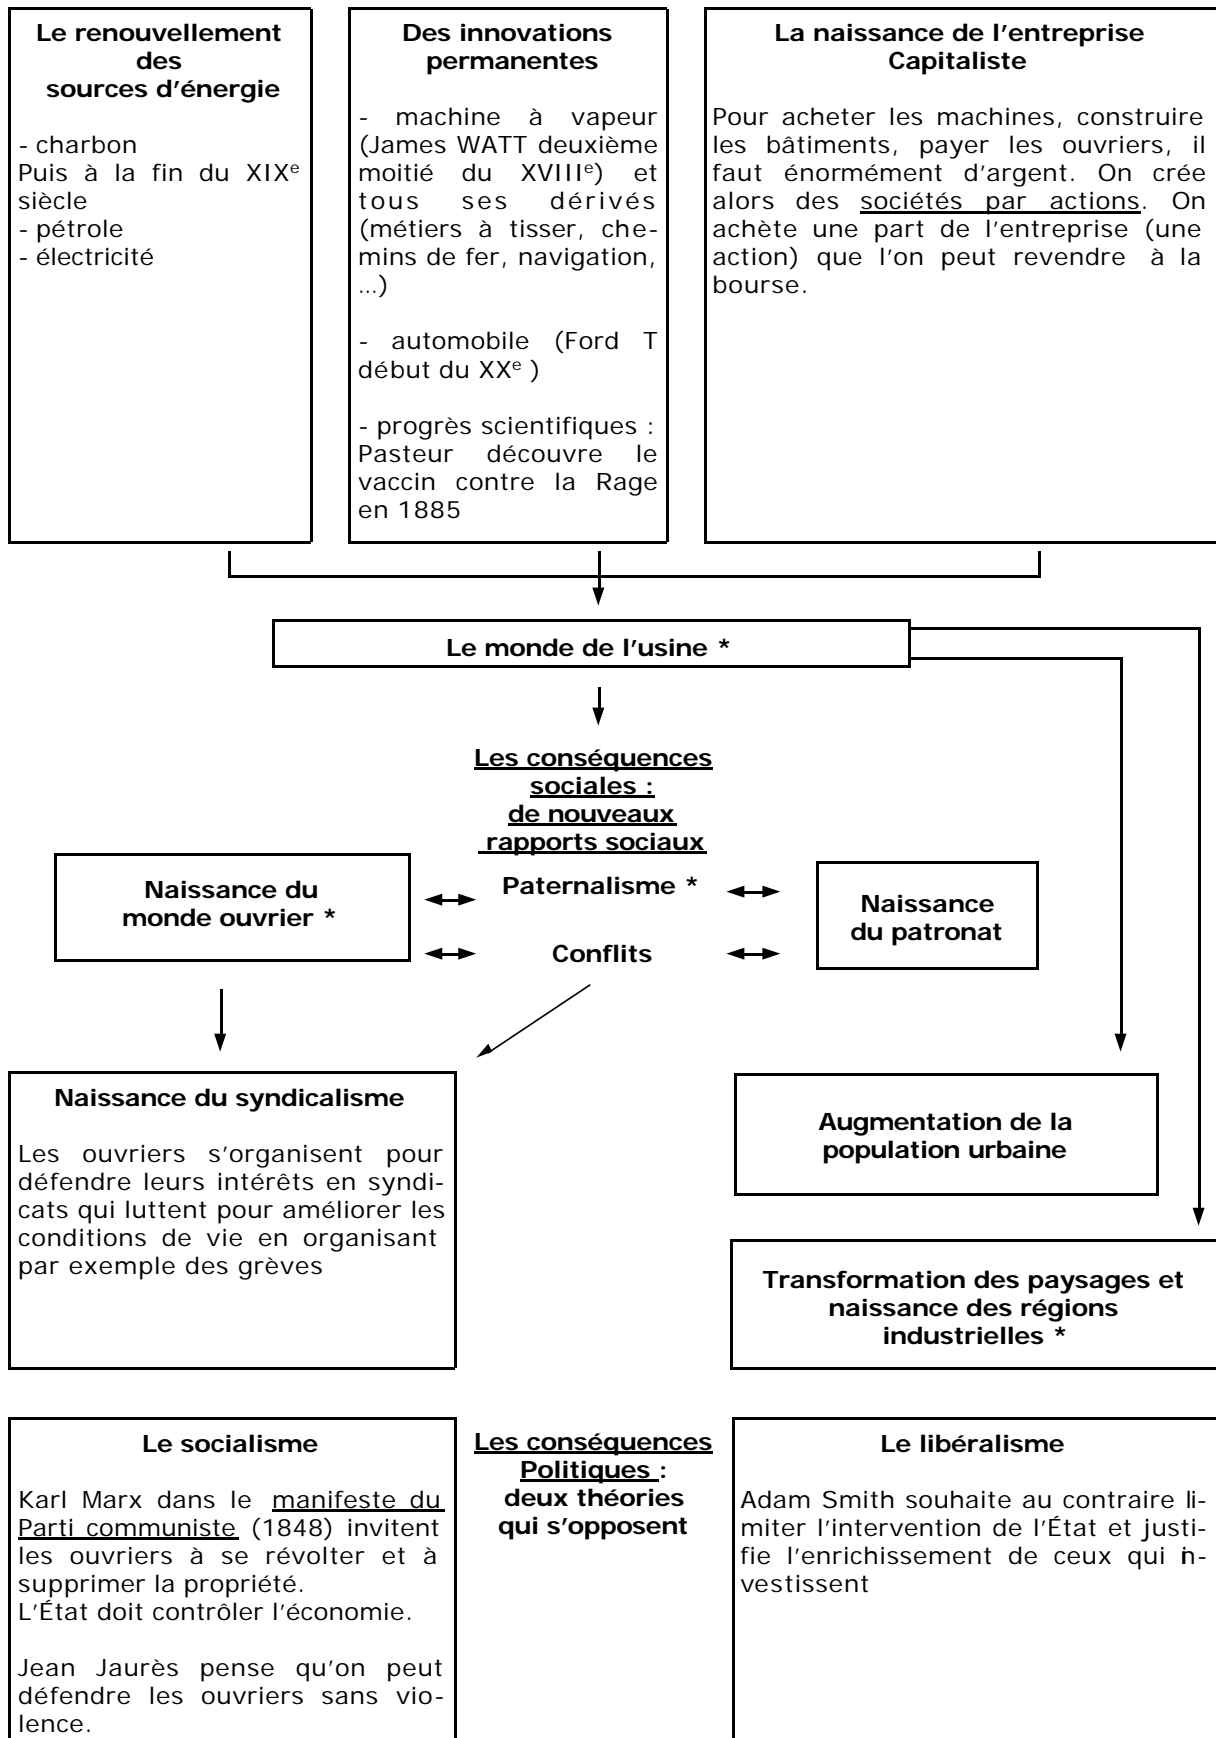 Le renouvellement
des
sources d'énergie
- charbon
Puis à la fin du XIXe
siècle
- pétrole
- électricité
Des innovations
permanentes
- machine à vapeur
(James WATT deuxième
moitié du XVIIIe) et
tous ses dérivés
(métiers à tisser, che-
mins de fer, navigation,
…)
- automobile (Ford T
début du XXe )
- progrès scientifiques :
Pasteur découvre le
vaccin contre la Rage
en 1885
La naissance de l'entreprise
Capitaliste
Pour acheter les machines, construire
les bâtiments, payer les ouvriers, il
faut énormément d'argent. On crée
alors des sociétés par actions. On
achète une part de l'entreprise (une
action) que l'on peut revendre à la
bourse.
Le monde de l'usine *
Les conséquences
sociales :
de nouveaux
rapports sociaux
Naissance du
monde ouvrier *
Paternalisme *
Conflits
Naissance
du patronat
Naissance du syndicalisme
Les ouvriers s'organisent pour
défendre leurs intérêts en syndi-
cats qui luttent pour améliorer les
conditions de vie en organisant
par exemple des grèves
Augmentation de la
population urbaine
Transformation des paysages et
naissance des régions
industrielles *
Le socialisme
Karl Marx dans le manifeste du
Parti communiste (1848) invitent
les ouvriers à se révolter et à
supprimer la propriété.
L'État doit contrôler l'économie.
Jean Jaurès pense qu'on peut
défendre les ouvriers sans vio-
lence.
Les conséquences
Politiques :
deux théories
qui s'opposent
Le libéralisme
Adam Smith souhaite au contraire li-
miter l'intervention de l'État et justi-
fie l'enrichissement de ceux qui in-
vestissent